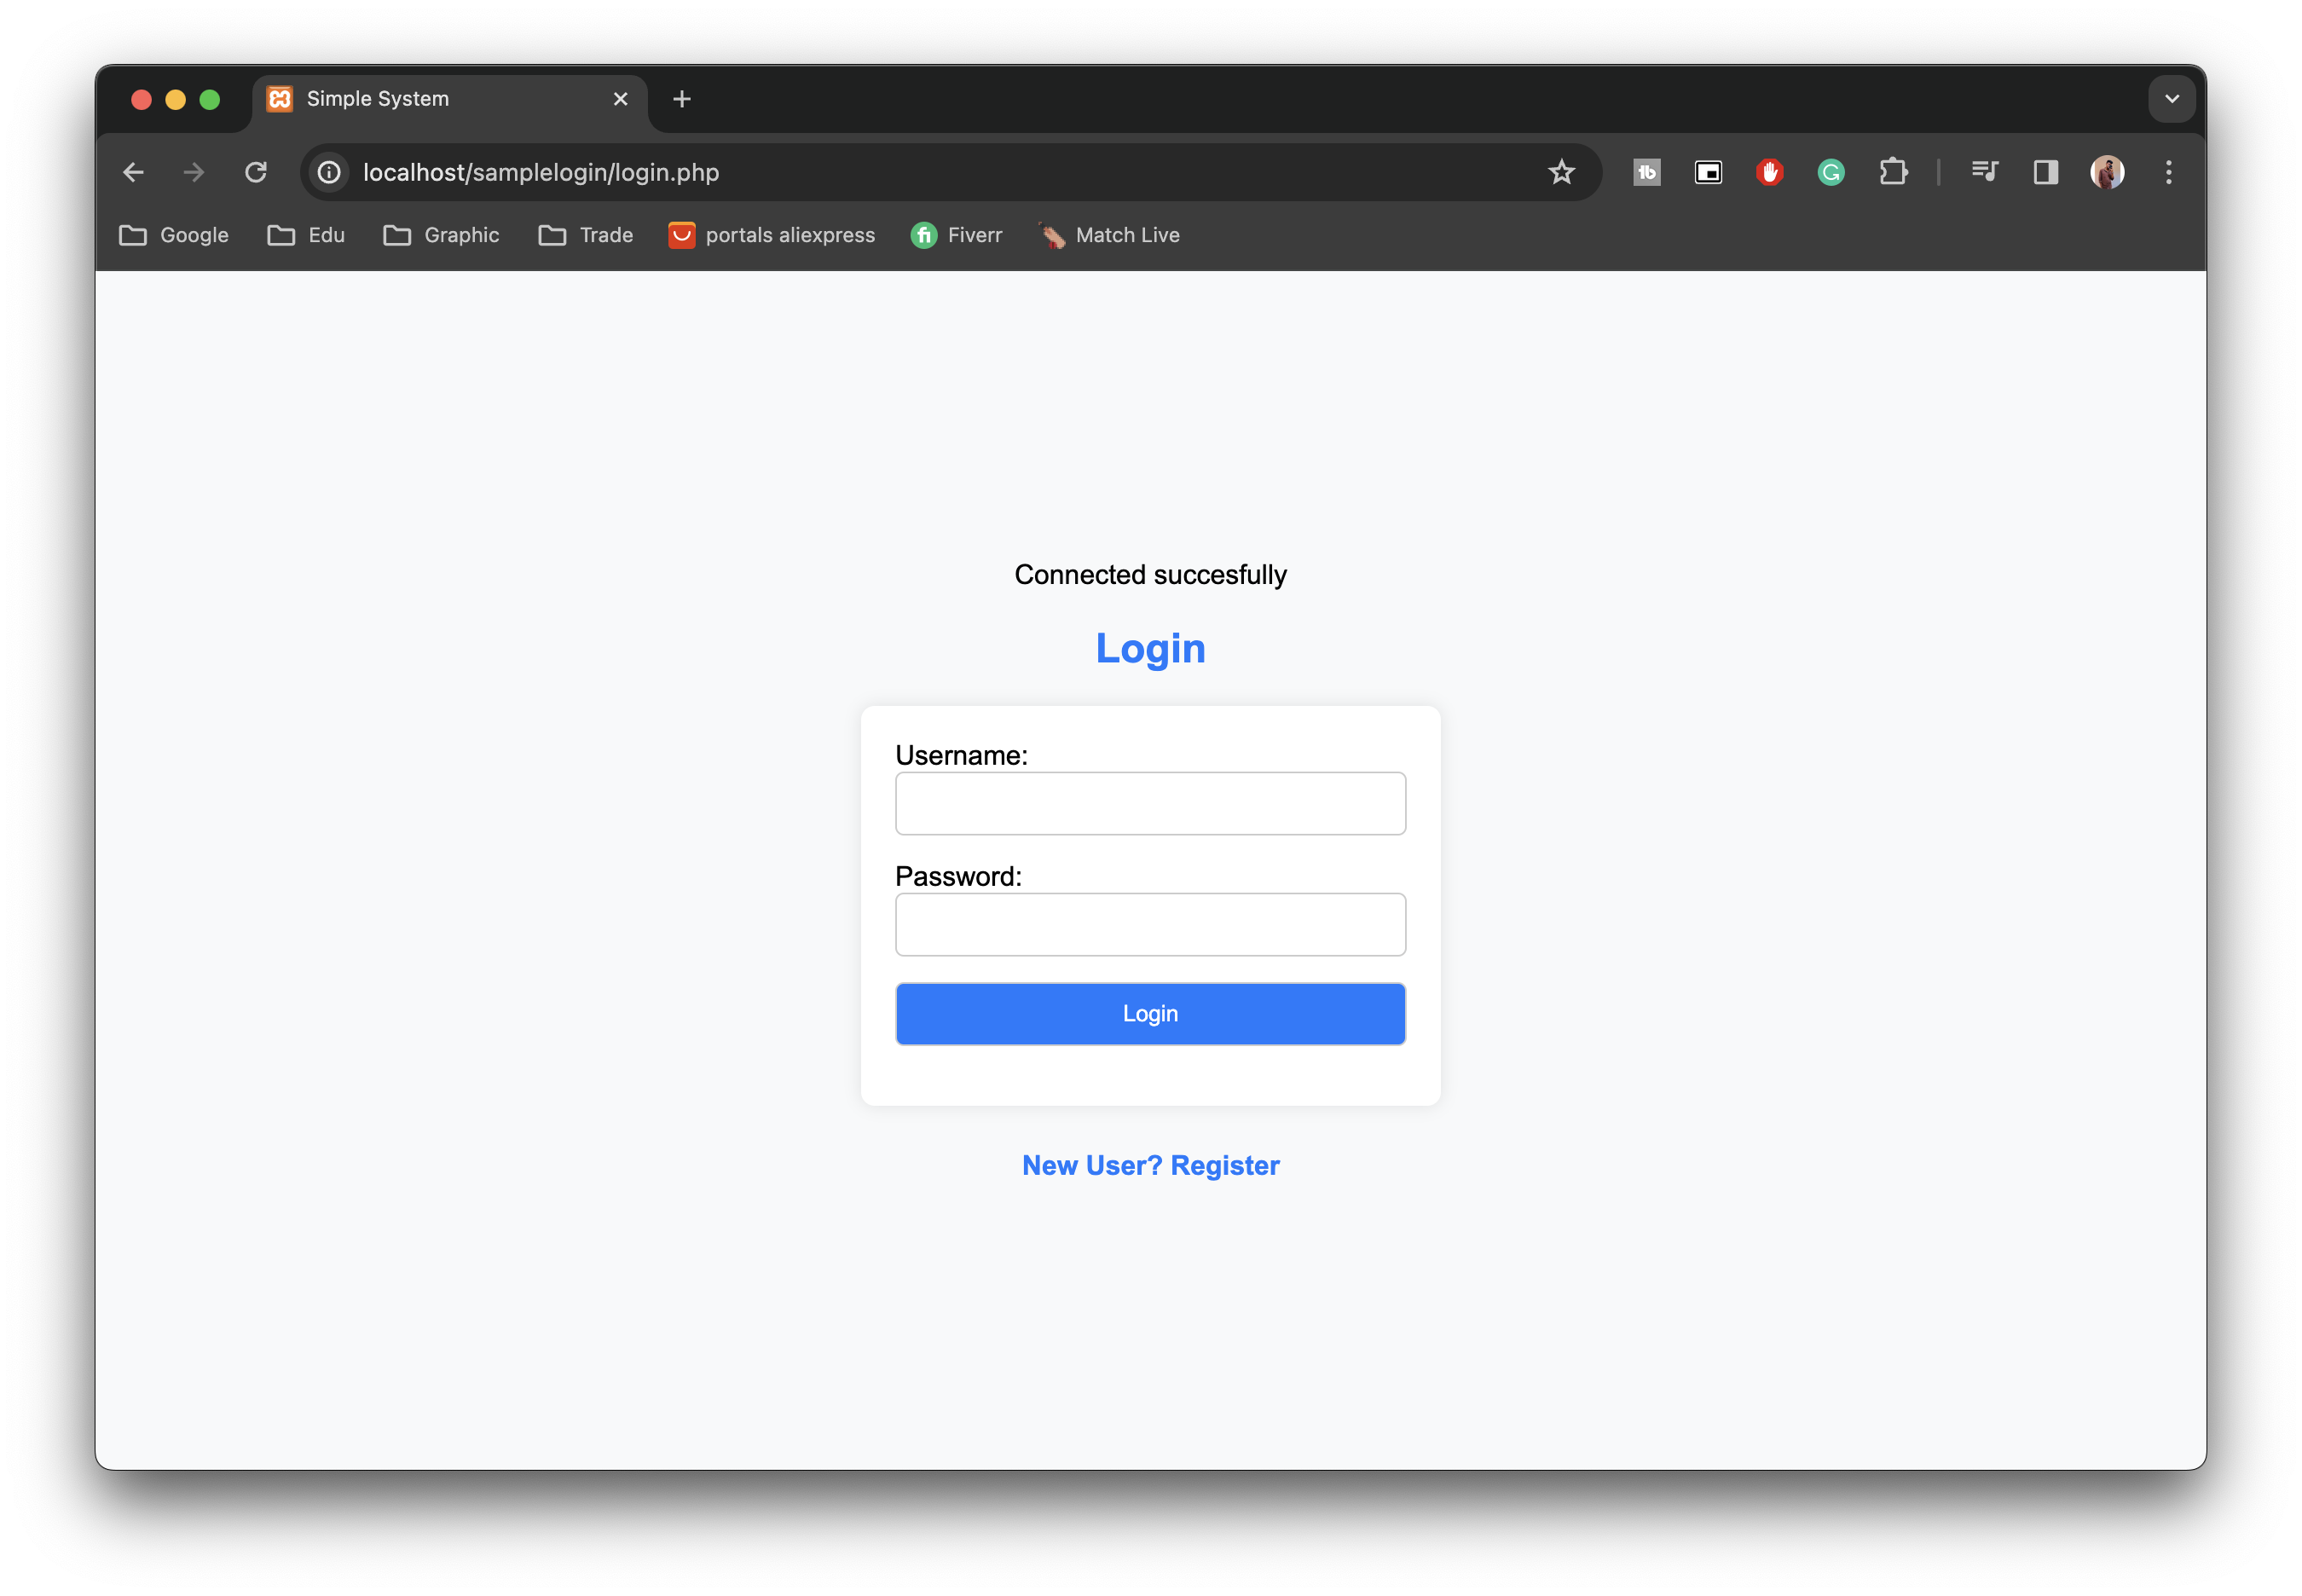 Simple System
localhost/samplelogin/login.php
Google Edu Graphic Trade portals aliexpress Fiverr Match Live
Connected succesfully
Login
Username:
Password:
Login
New User? Register